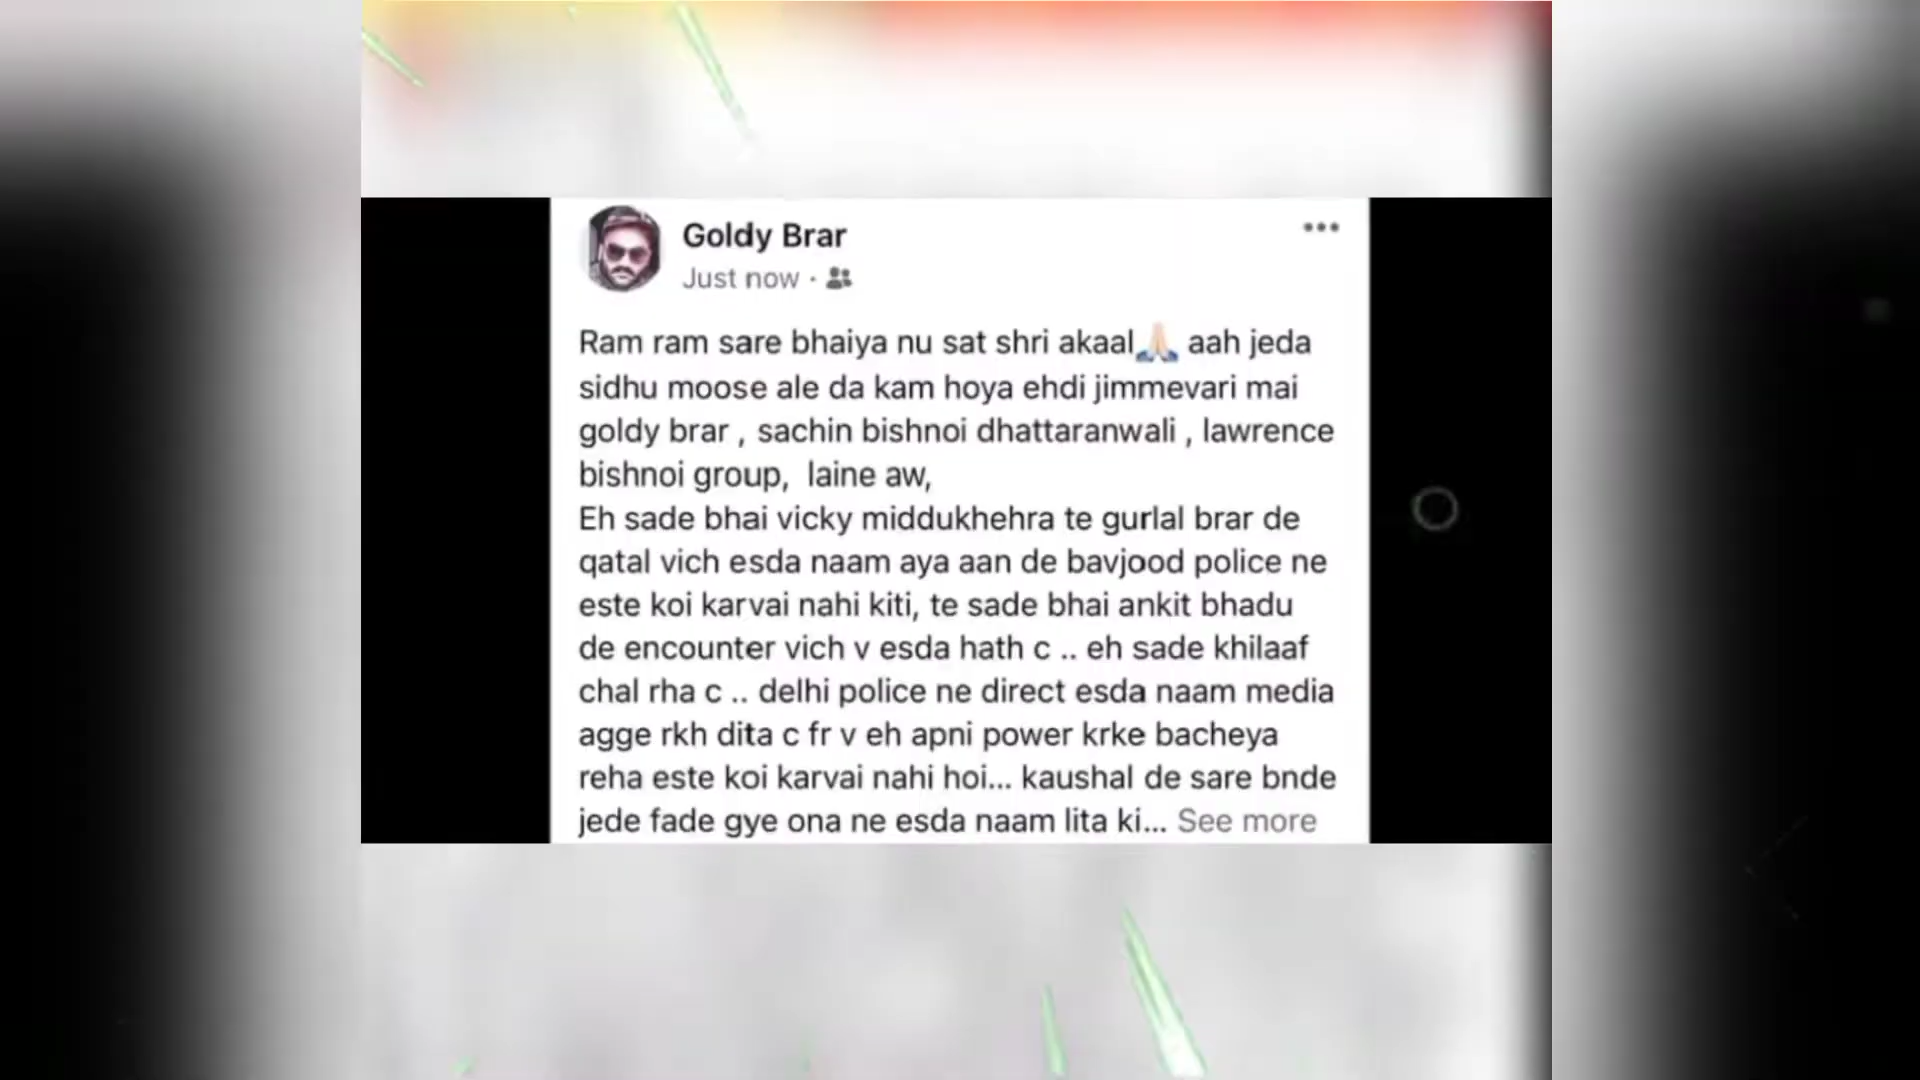 Goldy Brar
Just now ·
Ram ram sare bhaiya nu sat shri akaal🙏🏻 aah jeda
sidhu moose ale da kam hoya ehdi jimmevari mai
goldy brar , sachin bishnoi dhattaranwali , lawrence
bishnoi group, laine aw,
Eh sade bhai vicky middukhehra te gurlal brar de
qatal vich esda naam aya aan de bavjood police ne
este koi karvai nahi kiti, te sade bhai ankit bhadu
de encounter vich v esda hath c .. eh sade khilaaf
chal rha c .. delhi police ne direct esda naam media
agge rkh dita c fr v eh apni power krke bacheya
reha este koi karvai nahi hoi... kaushal de sare bnde
jede fade gye ona ne esda naam lita ki... See more